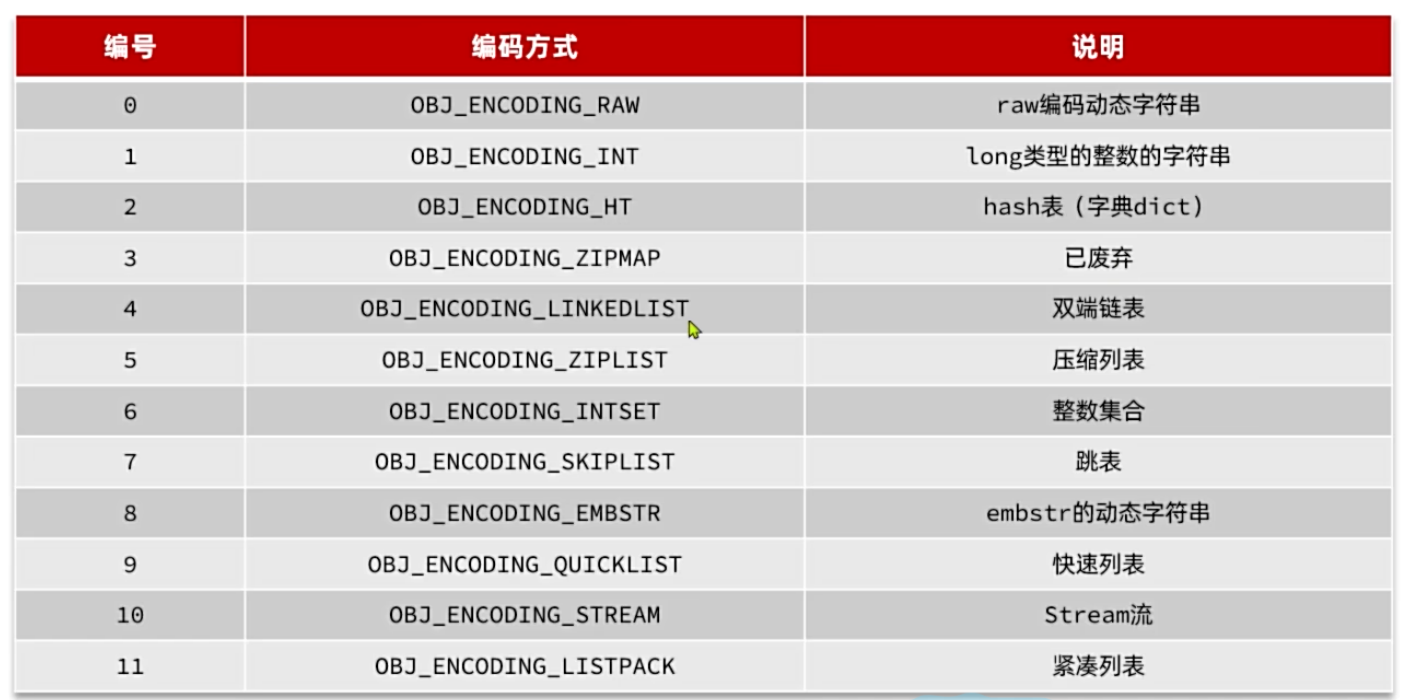 编号 编码方式 说明
0 OBJ_ENCODING_RAW raw编码动态字符串
1 OBJ_ENCODING_INT long类型的整数的字符串
2 OBJ_ENCODING_HT hash表（字典dict)
3 OBJ_ENCODING_ZIPMAP 已废弃
4 OBJ_ENCODING_LINKEDLIST 双端链表
5 OBJ_ENCODING_ZIPLIST 压缩列表
6 OBJ_ENCODING_INTSET 整数集合
7 OBJ_ENCODING_SKIPLIST 跳表
8 OBJ_ENCODING_EMBSTR embstr的动态字符串
9 OBJ_ENCODING_QUICKLIST 快速列表
10 OBJ_ENCODING_STREAM Stream流
11 OBJ_ENCODING_LISTPACK 紧凑列表